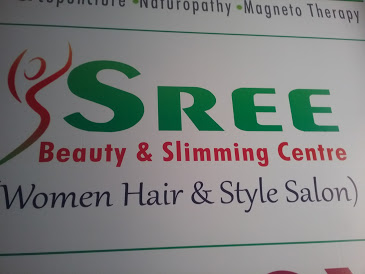 •Naturopathy •Magneto Therapy
SREE
Beauty & Slimming Centre
(Women Hair & Style Salon)